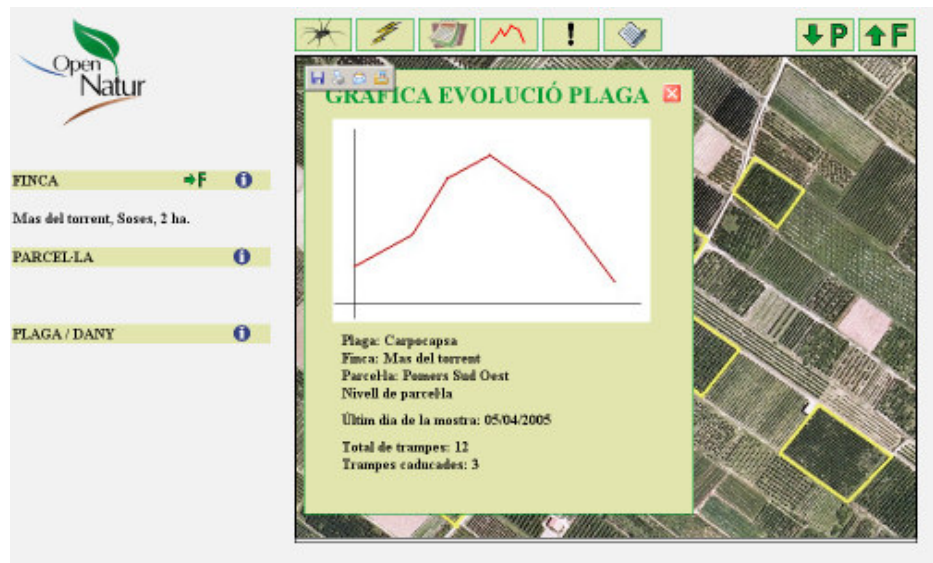 Open
Natur
P
F
FINCA
F
Mas del torrent, Soses, 2 ha.
PARCEL·LA
PLAGA / DANY
GRÀFICA EVOLUCIÓ PLAGA
Plaga: Carpocapsa
Finca: Mas del torrent
Parcel·la: Pomers Sud Oest
Nivell de parcel·la
Últim dia de la mostra: 05/04/2005
Total de trampes: 12
Trampes caducades: 3